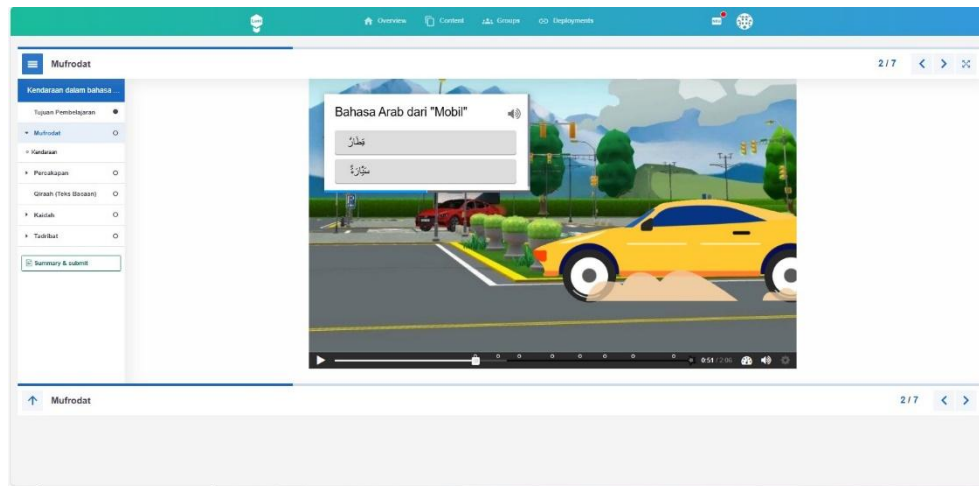 Overview
Content
Groups
Deployments
Mufrodat
2 / 7
Kendaraan dalam bahasa ...
Tujuan Pembelajaran
Mufrodat
Kendaraan
Percakapan
Qiraah (Teks Bacaan)
Kaidah
Tadribat
Summary & submit
Bahasa Arab dari "Mobil"
قِطَارٌ
سَيَّارَةٌ
P
0:51 / 2:06
Mufrodat
2 / 7